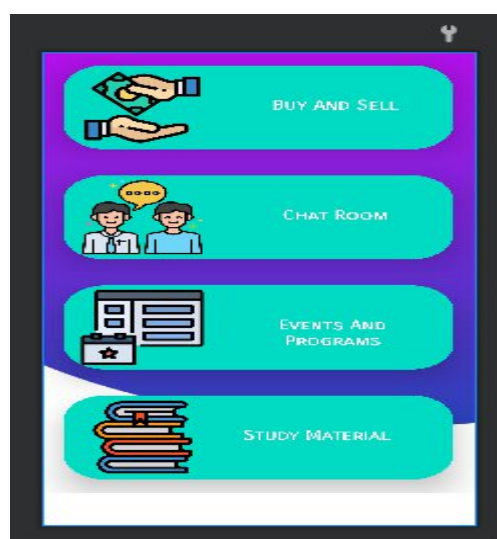 Buy And Sell
Chat Room
Events And
Programs
Study Material